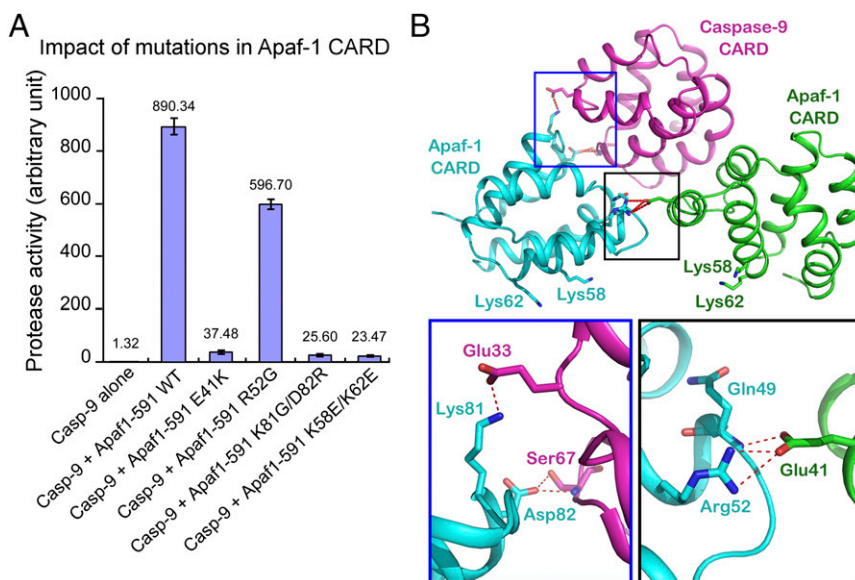 A
Impact of mutations in Apaf-1 CARD
Protease activity (arbitrary unit)
1000
800
600
400
200
0
1.32
890.34
37.48
596.70
25.60
23.47
Casp-9 alone
Casp-9 + Apaf1-591 WT
Casp-9 + Apaf1-591 E41K
Casp-9 + Apaf1-591 R52G
Casp-9 + Apaf1-591 K81G/D82R
Casp-9 + Apaf1-591 K58E/K62E
B
Caspase-9
CARD
Apaf-1
CARD
Apaf-1
CARD
Lys62
Lys58
Lys58
Lys62
Glu33
Lys81
Ser67
Asp82
Gln49
Glu41
Arg52